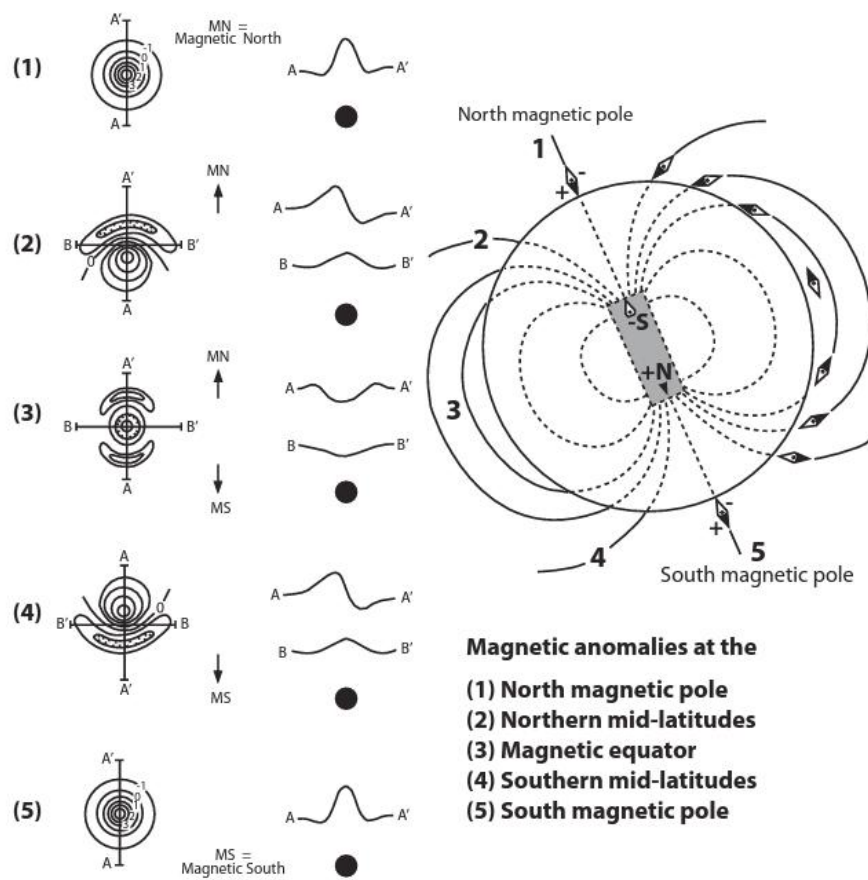 A'
MN =
Magnetic North
(1)
-1
0
1
2
3
A
A
A'
MN
A'
(2)
B
B'
0
A
A
A'
B
B'
MN
A'
(3)
B
B'
A
MS
A
A'
B
B'
A
(4)
0
B'
B
A'
MS
A
A'
B
B'
A'
(5)
-1
0
1
2
3
A
MS =
Magnetic South
A
A'
North magnetic pole
1
-
+
2
-S
3
+N
4
5
-
+
South magnetic pole
Magnetic anomalies at the
(1) North magnetic pole
(2) Northern mid-latitudes
(3) Magnetic equator
(4) Southern mid-latitudes
(5) South magnetic pole